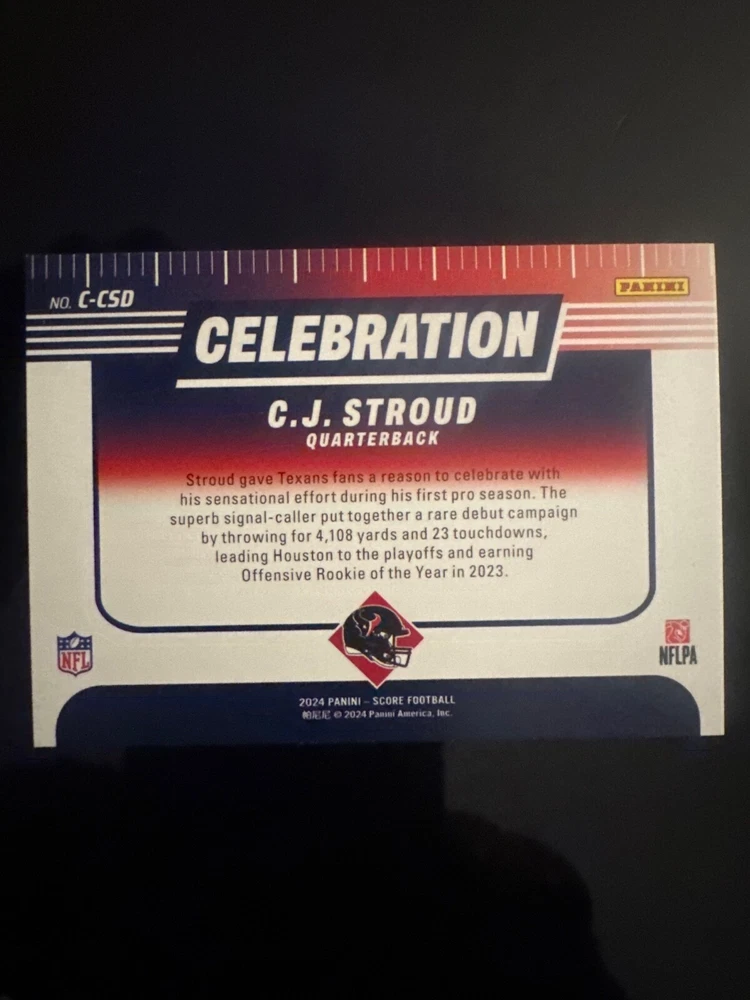 NO. C-CSD
PANINI
CELEBRATION
C.J. STROUD
QUARTERBACK
Stroud gave Texans fans a reason to celebrate with
his sensational effort during his first pro season. The
superb signal-caller put together a rare debut campaign
by throwing for 4,108 yards and 23 touchdowns,
leading Houston to the playoffs and earning
Offensive Rookie of the Year in 2023.
NFL
NFLPA
2024 PANINI – SCORE FOOTBALL
帕尼尼 © 2024 Panini America, Inc.